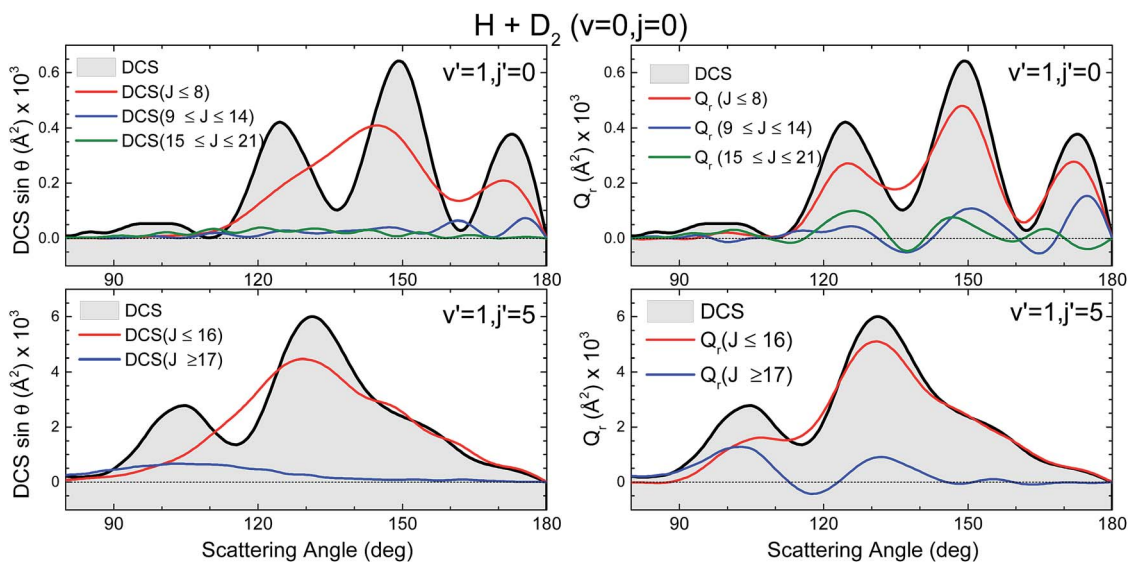 H + D₂ (v=0,j=0)
DCS sin θ (Å²) x 10³
0.6
0.4
0.2
0.0
DCS
DCS(J ≤ 8)
DCS(9 ≤ J ≤ 14)
DCS(15 ≤ J ≤ 21)
v'=1,j'=0
90
120
150
180
Qᵣ (Å²) x 10³
0.6
0.4
0.2
0.0
DCS
Qᵣ (J ≤ 8)
Qᵣ (9 ≤ J ≤ 14)
Qᵣ (15 ≤ J ≤ 21)
v'=1,j'=0
90
120
150
180
DCS sin θ (Å²) x 10³
6
4
2
0
DCS
DCS(J ≤ 16)
DCS(J ≥17)
v'=1,j'=5
90
120
150
180
Scattering Angle (deg)
Qᵣ (Å²) x 10³
6
4
2
0
DCS
Qᵣ(J ≤ 16)
Qᵣ(J ≥17)
v'=1,j'=5
90
120
150
180
Scattering Angle (deg)